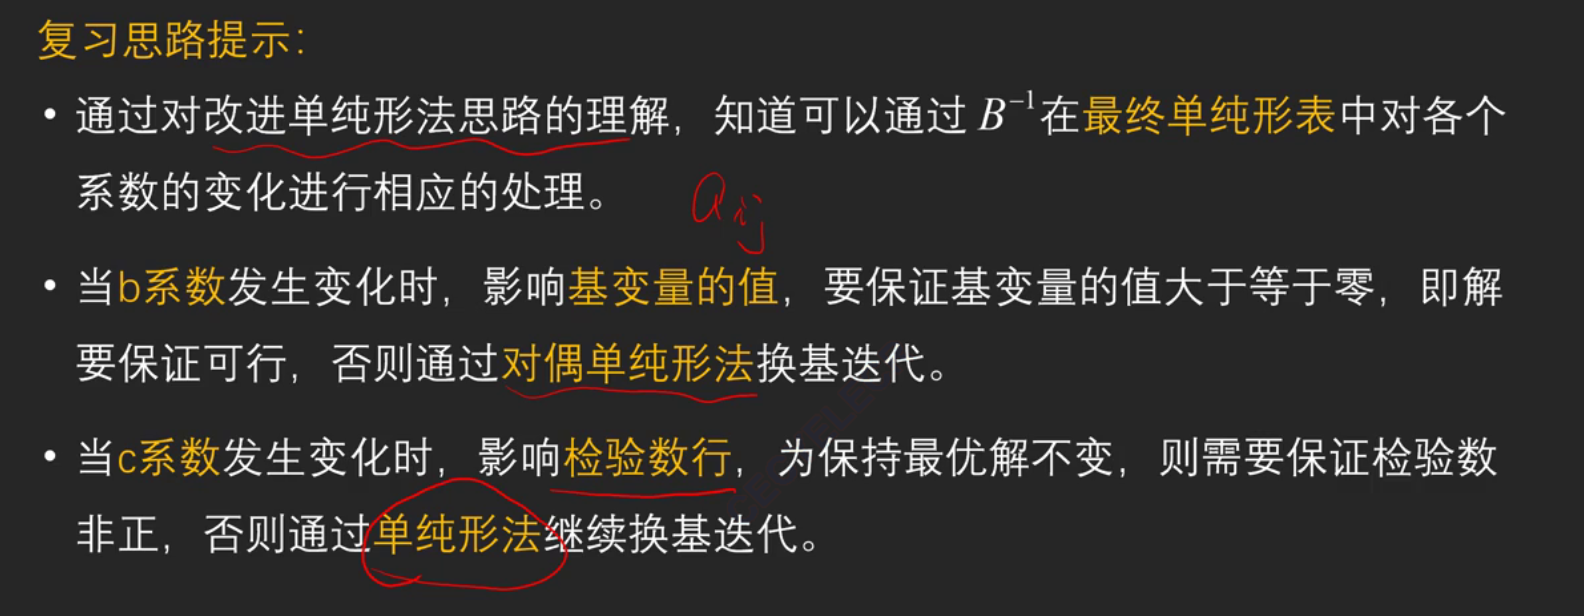 复习思路提示：
• 通过对改进单纯形法思路的理解，知道可以通过 B⁻¹在最终单纯形表中对各个
系数的变化进行相应的处理。
a_ij
• 当b系数发生变化时，影响基变量的值，要保证基变量的值大于等于零，即解
要保证可行，否则通过对偶单纯形法换基迭代。
• 当c系数发生变化时，影响检验数行，为保持最优解不变，则需要保证检验数
非正，否则通过单纯形法继续换基迭代。